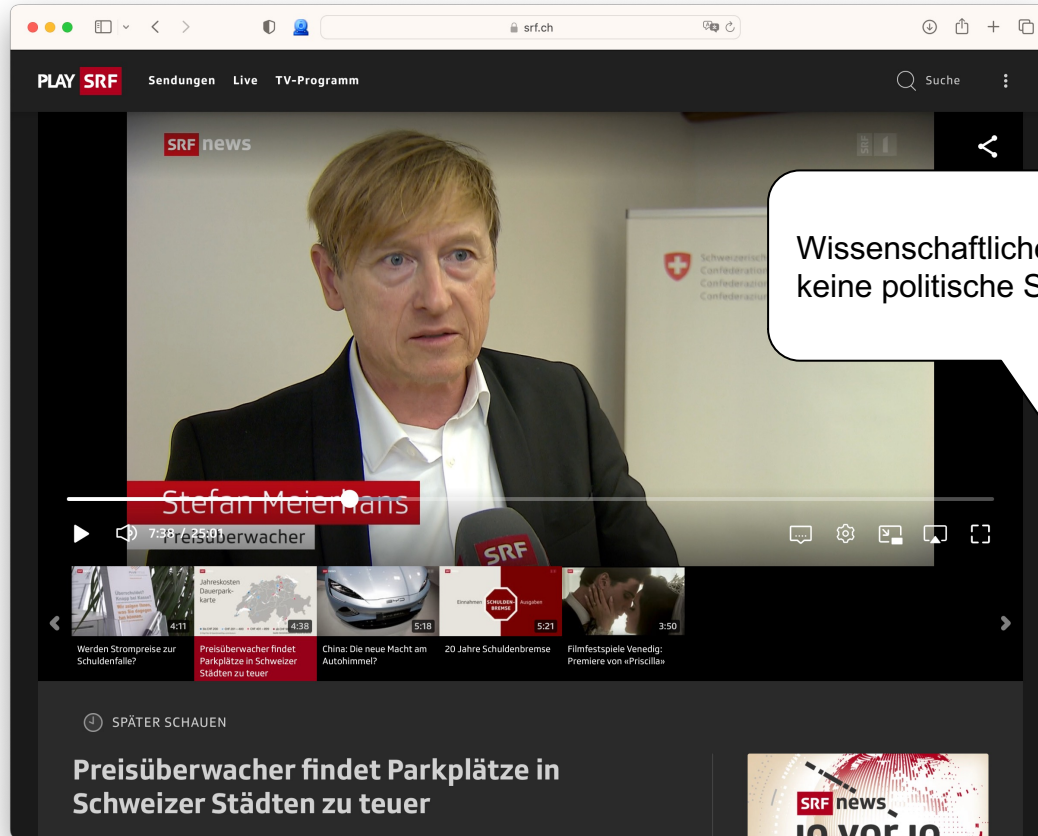 srf.ch
PLAY SRF Sendungen Live TV-Programm Suche
SRF news
SRF 1
Schweizerisch
Confédération
Confederazion
Confederaziun
Wissenschaftliche
keine politische S
Stefan Meierhans
Preisüberwacher
7:38 / 25:01
SRF
4:11
Werden Strompreise zur
Schuldenfalle?
Jahreskosten
Dauerpark-
karte
4:38
Preisüberwacher findet
Parkplätze in Schweizer
Städten zu teuer
BYD
5:18
China: Die neue Macht am
Autohimmel?
Einnahmen SCHULDEN-
BREMSE Ausgaben
5:21
20 Jahre Schuldenbremse
3:50
Filmfestspiele Venedig:
Premiere von «Priscilla»
SPÄTER SCHAUEN
Preisüberwacher findet Parkplätze in
Schweizer Städten zu teuer
SRF news
10 vor 10